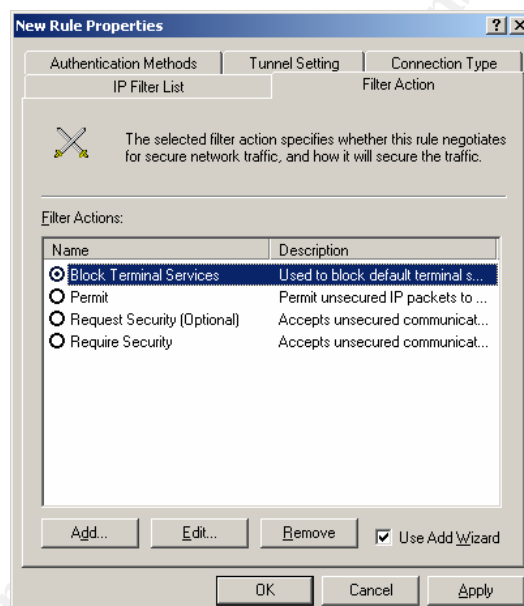 New Rule Properties
Authentication Methods Tunnel Setting Connection Type
IP Filter List Filter Action
The selected filter action specifies whether this rule negotiates
for secure network traffic, and how it will secure the traffic.
Filter Actions:
Name Description
Block Terminal Services Used to block default terminal s...
Permit Permit unsecured IP packets to ...
Request Security (Optional) Accepts unsecured communicat...
Require Security Accepts unsecured communicat...
Add... Edit... Remove Use Add Wizard
OK Cancel Apply